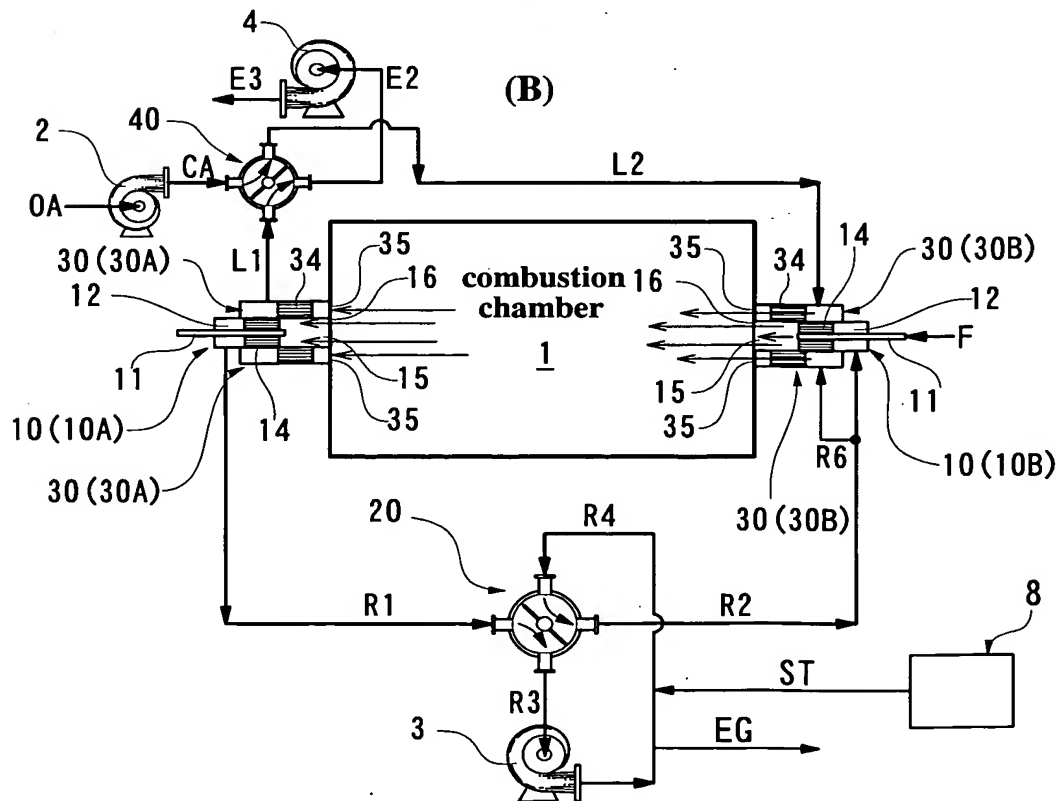 4
E3
E2
(B)
40
2
CA
L2
OA
30(30A)
L1
34
35
16
12
combustion
chamber
1
35
34
14
30(30B)
16
12
F
11
15
35
14
10(10A)
30(30A)
15
35
11
R6
10(10B)
30(30B)
20
R4
R1
R2
8
ST
R3
EG
3